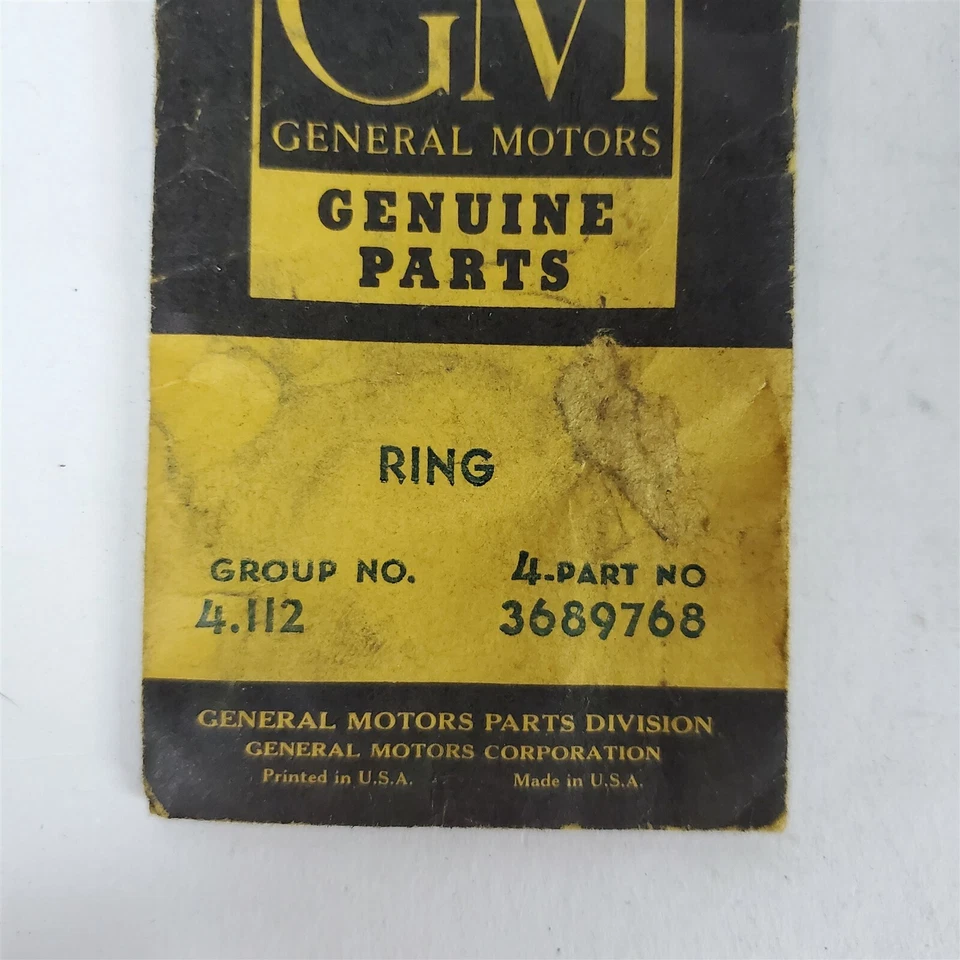 GM
GENERAL MOTORS
GENUINE
PARTS
RING
GROUP NO. 4-PART NO
4.112 3689768
GENERAL MOTORS PARTS DIVISION
GENERAL MOTORS CORPORATION
Printed in U.S.A. Made in U.S.A.